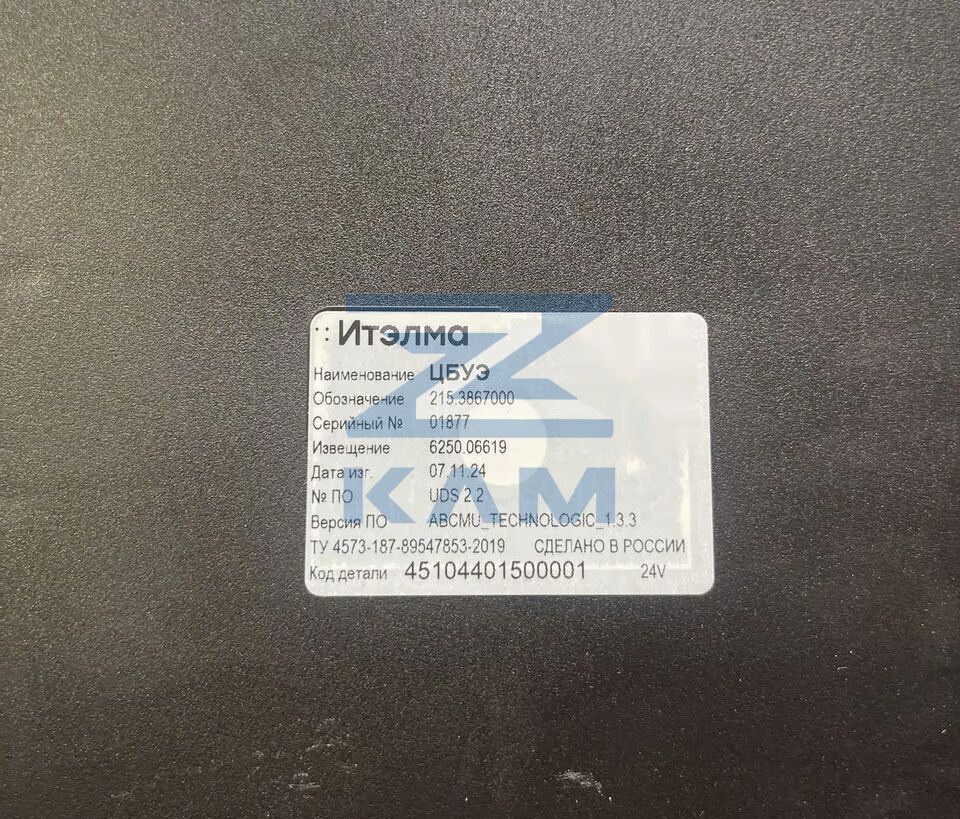 Итэлма
Наименование ЦБУЭ
Обозначение 215.3867000
Серийный № 01877
Извещение 6250.06619
Дата изг. 07.11.24
№ ПО UDS 2.2
Версия ПО ABCMU_TECHNOLOGIC_1.3.3
ТУ 4573-187-89547853-2019 СДЕЛАНО В РОССИИ
Код детали 45104401500001 24V
КАМ